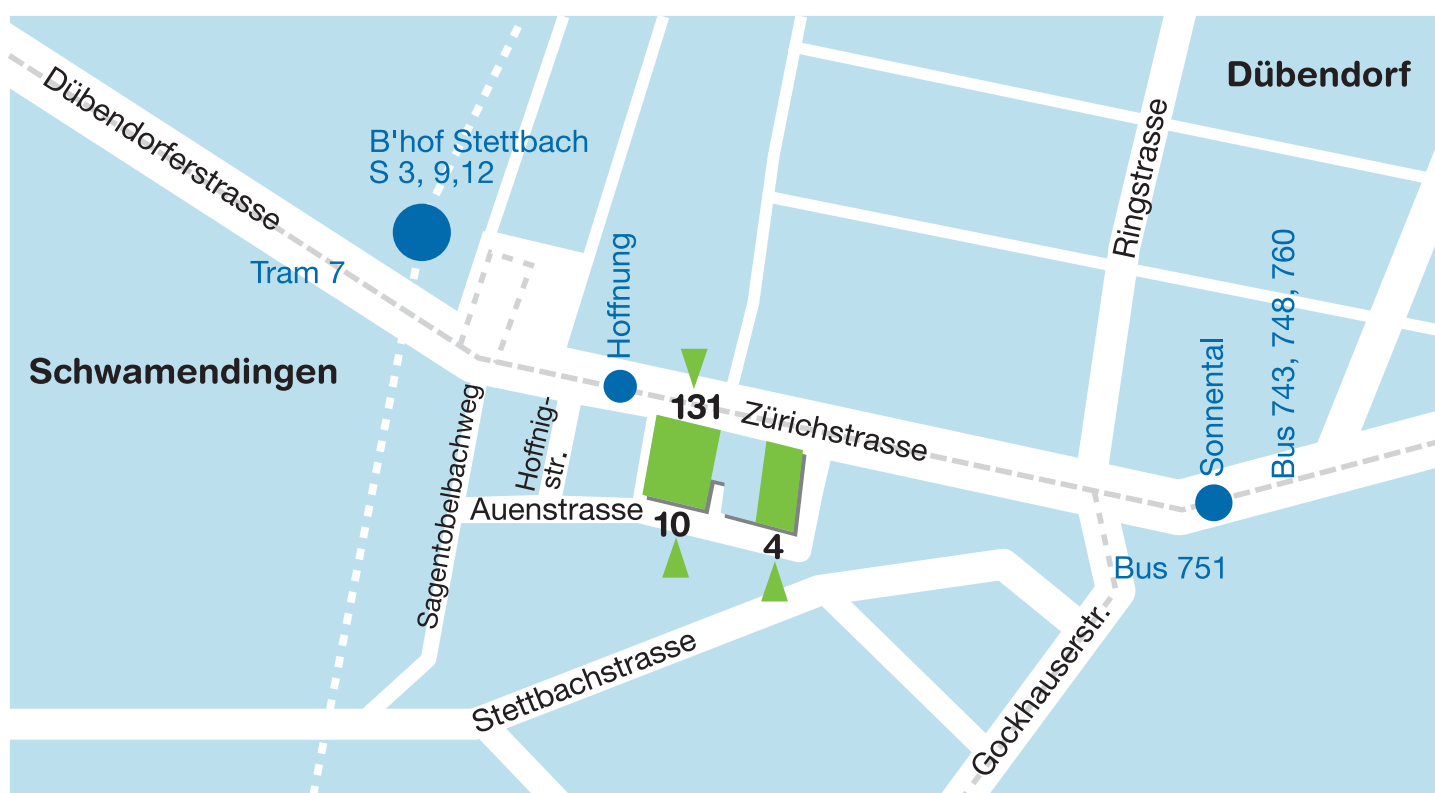 Dübendorf
Dübendorferstrasse
B'hof Stettbach
S 3, 9,12
Ringstrasse
Tram 7
Hoffnung
Schwamendingen
131
Zürichstrasse
Sonnental
Bus 743, 748, 760
Sagentobelbachweg
Hoffnig-
str.
Auenstrasse
10
4
Bus 751
Stettbachstrasse
Gockhauserstr.